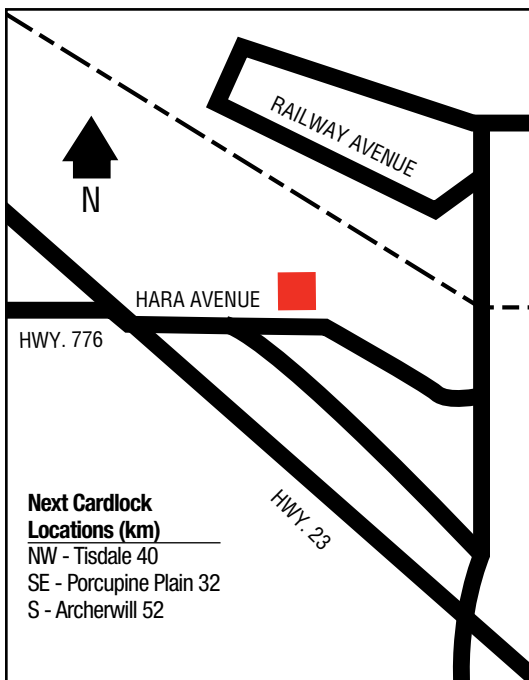 RAILWAY AVENUE
N
HARA AVENUE
HWY. 776
HWY. 23
Next Cardlock
Locations (km)
NW - Tisdale 40
SE - Porcupine Plain 32
S - Archerwill 52